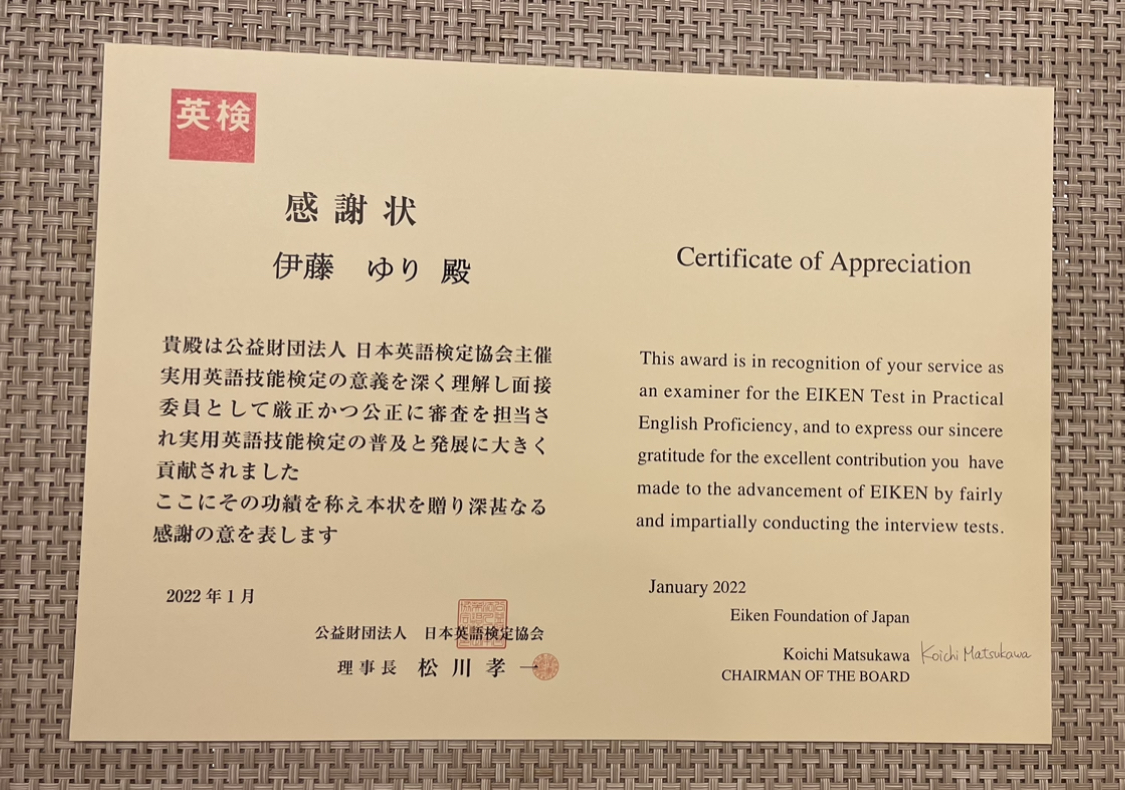 英検
感謝状
伊藤 ゆり 殿
貴殿は公益財団法人 日本英語検定協会主催
実用英語技能検定の意義を深く理解し面接
委員として厳正かつ公正に審査を担当さ
れ実用英語技能検定の普及と発展に大きく
貢献されました
ここにその功績を称え本状を贈り深甚なる
感謝の意を表します
2022年1月
公益財団法人 日本英語検定協会
理事長 松川孝一
Certificate of Appreciation
This award is in recognition of your service as
an examiner for the EIKEN Test in Practical
English Proficiency, and to express our sincere
gratitude for the excellent contribution you have
made to the advancement of EIKEN by fairly
and impartially conducting the interview tests.
January 2022
Eiken Foundation of Japan
Koichi Matsukawa Koichi Matsukawa
CHAIRMAN OF THE BOARD